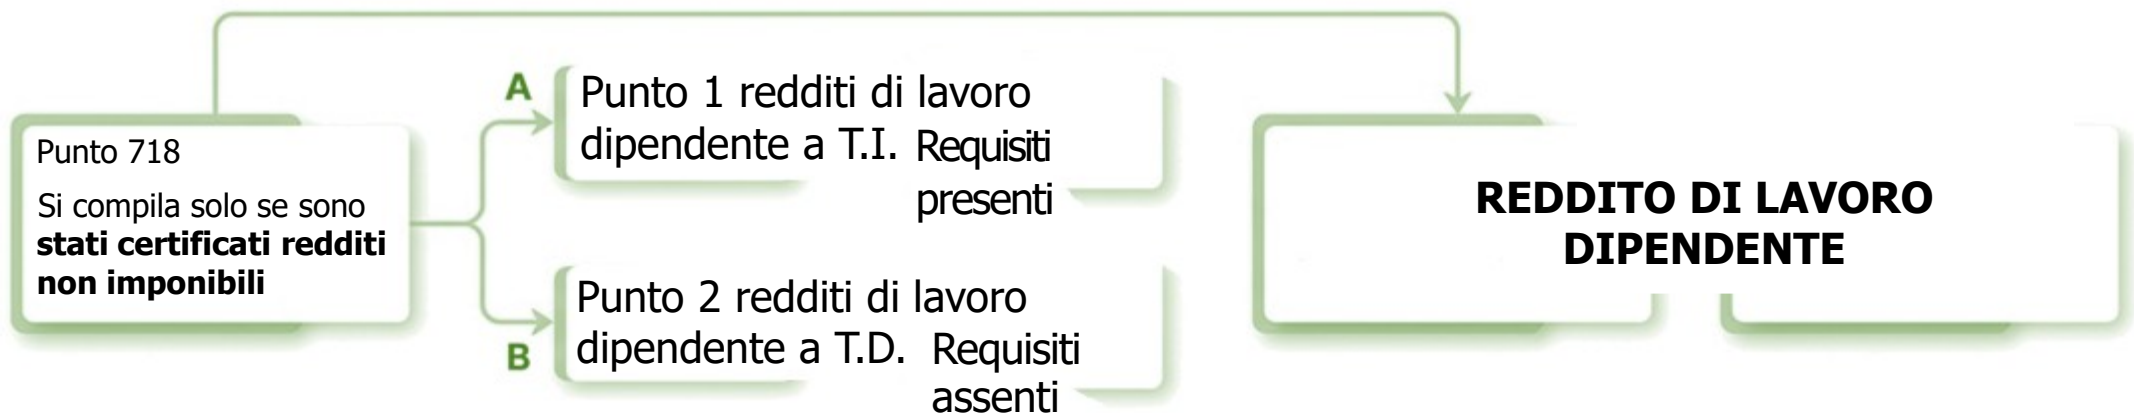 Punto 718
Si compila solo se sono
stati certificati redditi
non imponibili
A
Punto 1 redditi di lavoro
dipendente a T.I. Requisiti
presenti
B
Punto 2 redditi di lavoro
dipendente a T.D. Requisiti
assenti
REDDITO DI LAVORO
DIPENDENTE